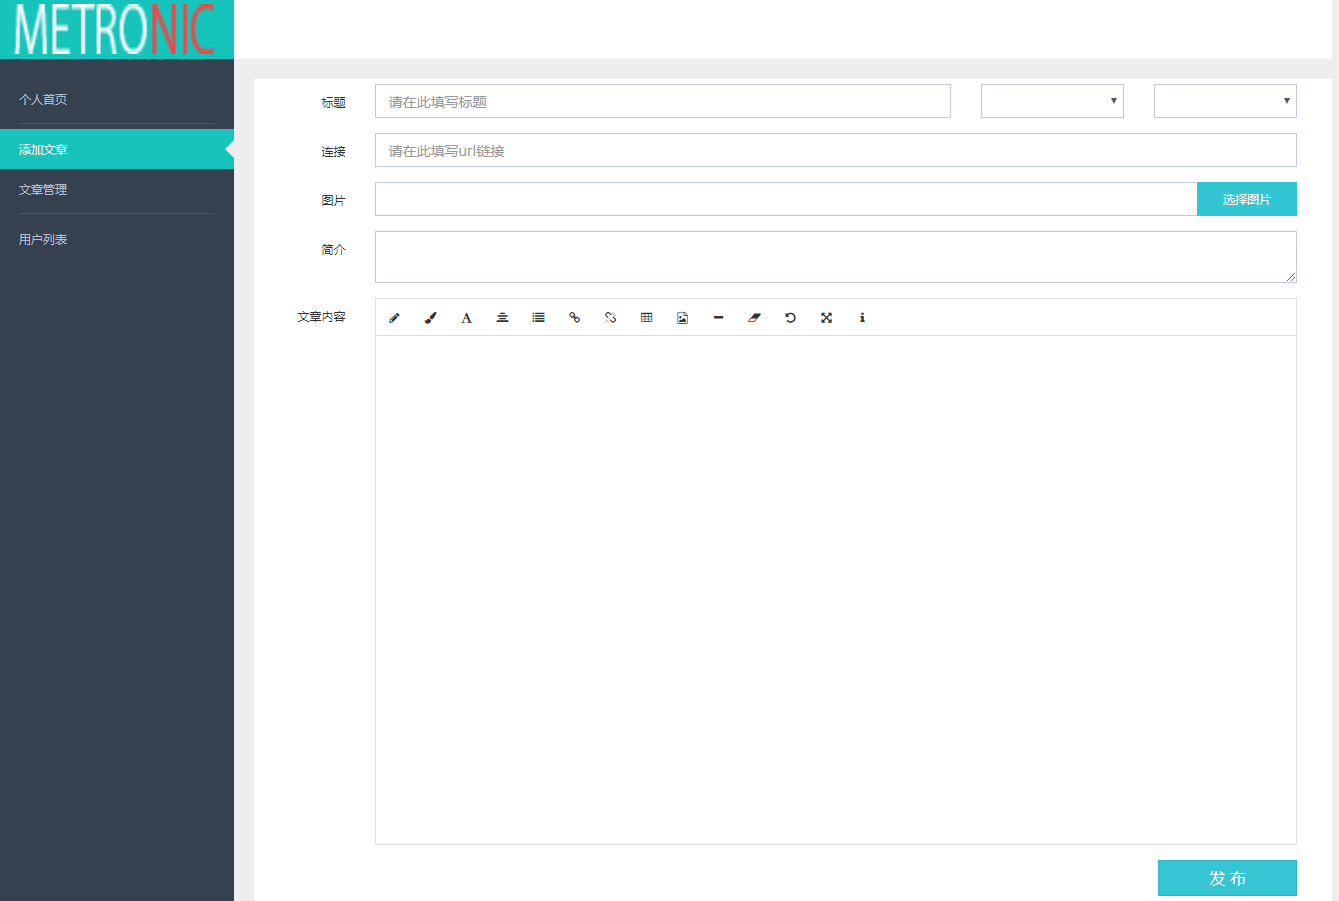 METRONIC
个人首页
添加文章
文章管理
用户列表
标题 请在此填写标题
连接 请在此填写url链接
图片 选择图片
简介
文章内容
发 布